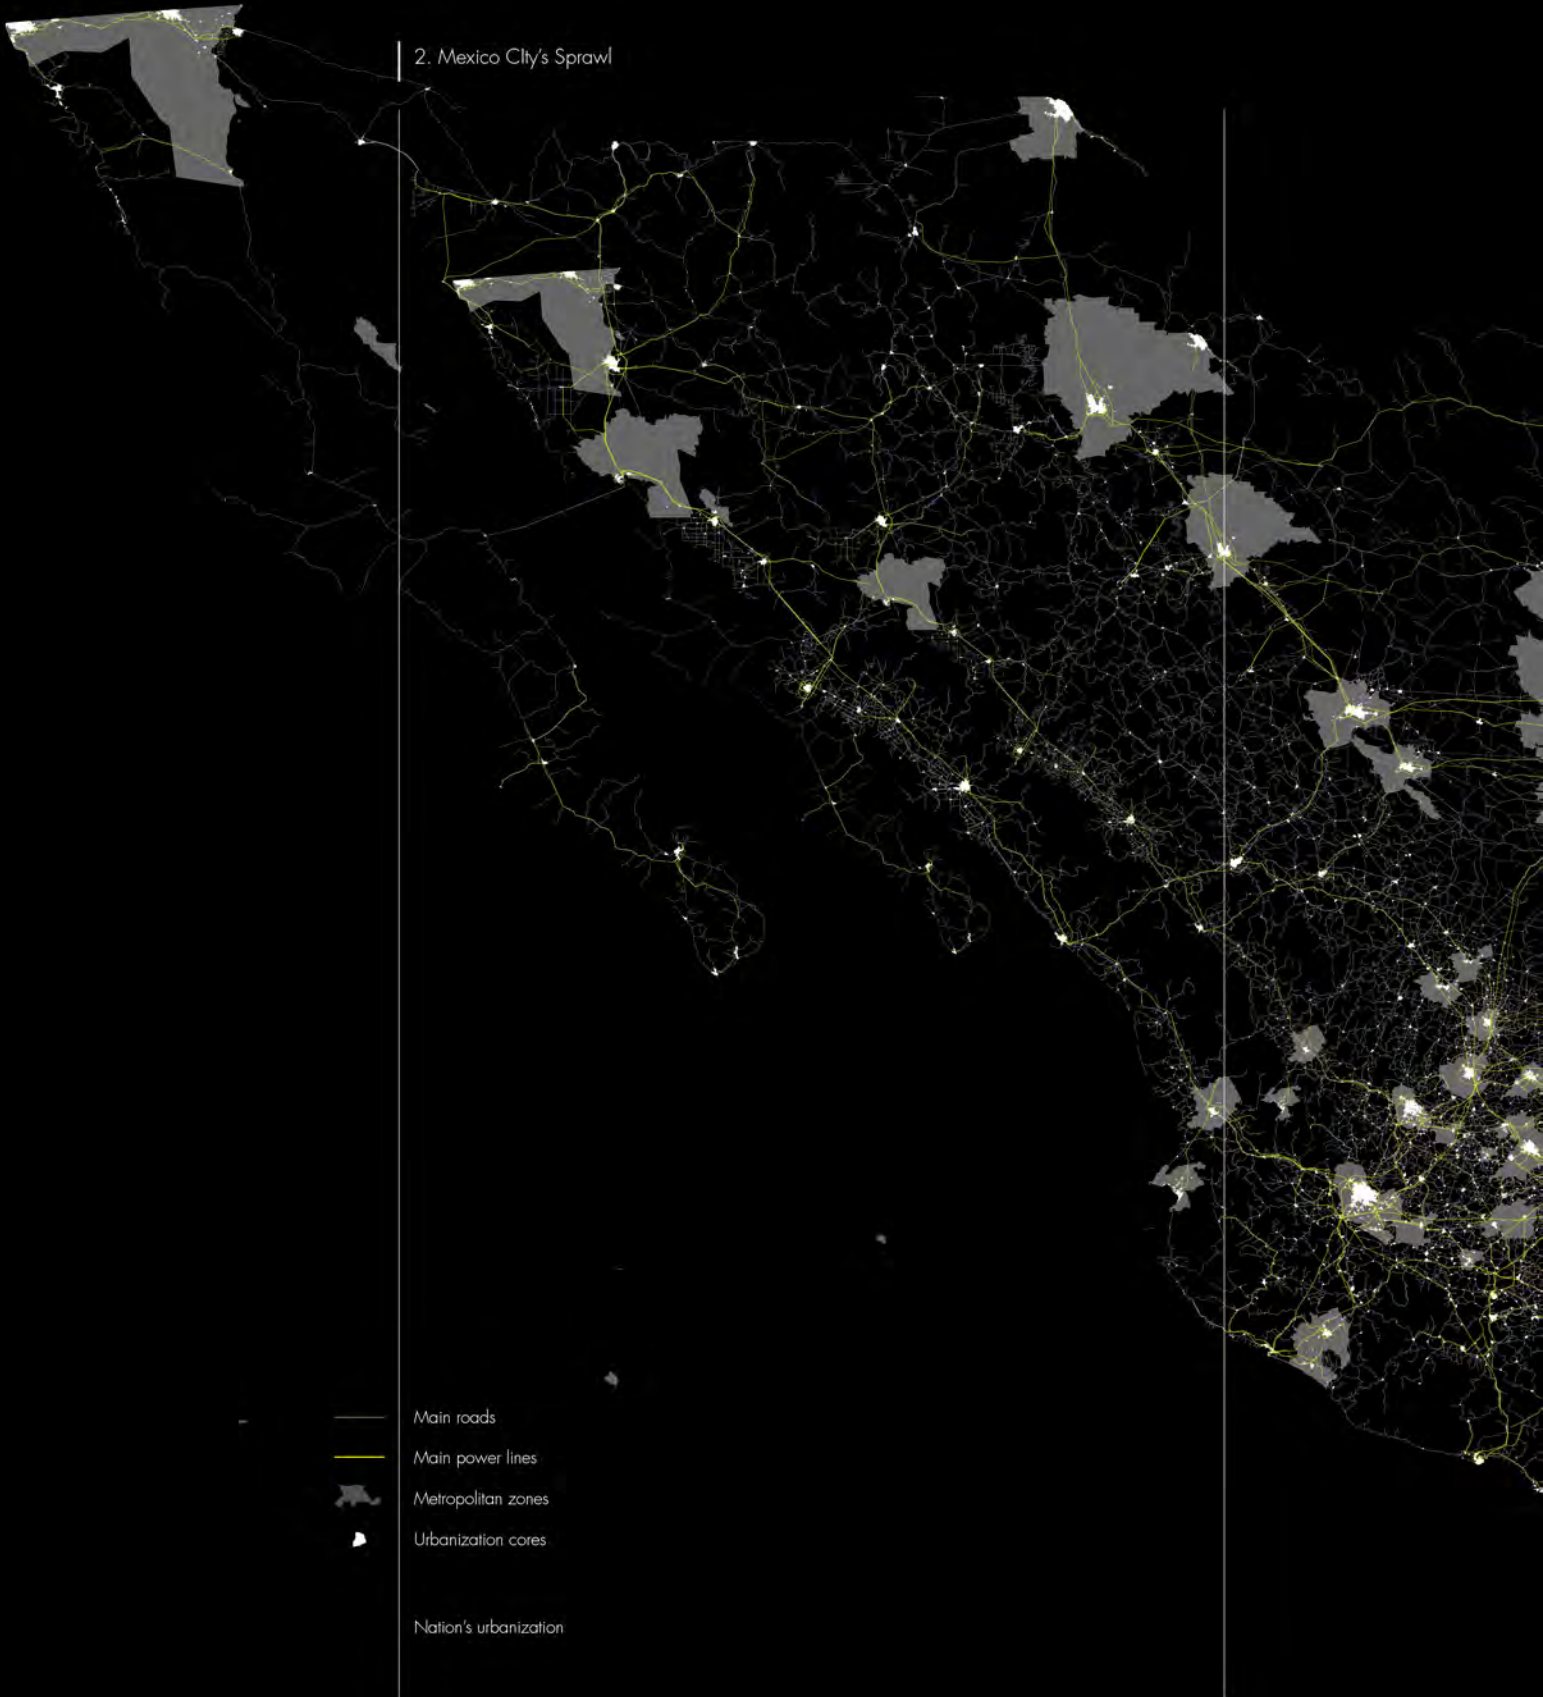 2. Mexico CIty's Sprawl
Main roads
Main power lines
Metropolitan zones
Urbanization cores
Nation's urbanization